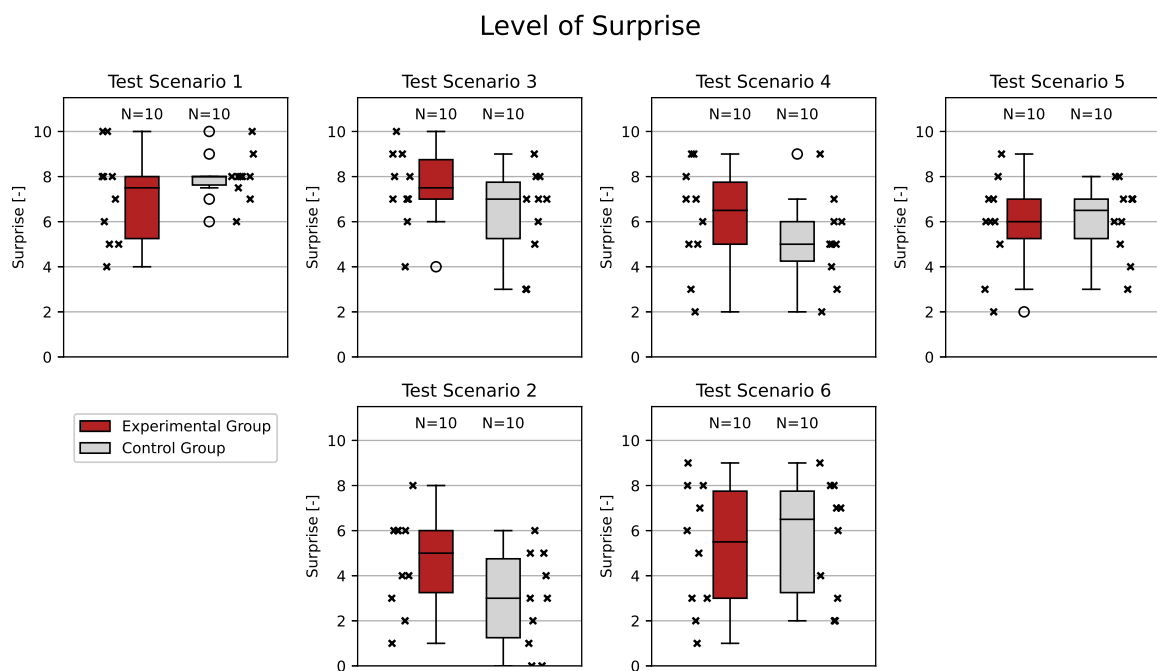 Level of Surprise
Test Scenario 1
N=10 N=10
Surprise [-]
10
8
6
4
2
0
Test Scenario 3
N=10 N=10
Surprise [-]
10
8
6
4
2
0
Test Scenario 4
N=10 N=10
Surprise [-]
10
8
6
4
2
0
Test Scenario 5
N=10 N=10
Surprise [-]
10
8
6
4
2
0
Experimental Group
Control Group
Test Scenario 2
N=10 N=10
Surprise [-]
10
8
6
4
2
0
Test Scenario 6
N=10 N=10
Surprise [-]
10
8
6
4
2
0